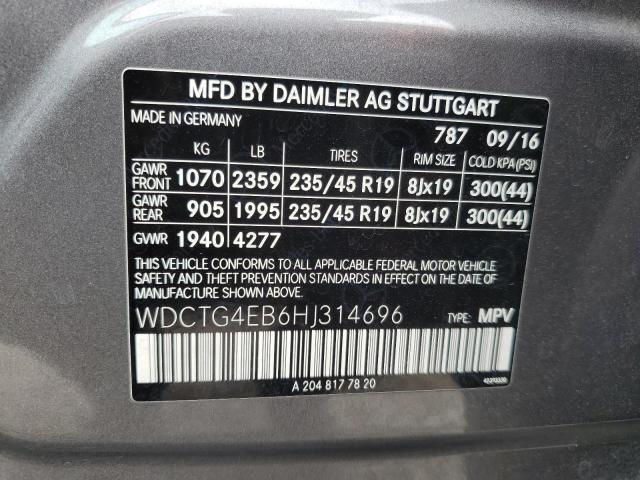 MFD BY DAIMLER AG STUTTGART
MADE IN GERMANY
787 09/16
KG LB TIRES RIM SIZE COLD KPA(PSI)
GAWR FRONT 1070 2359 235/45 R19 8Jx19 300(44)
GAWR REAR 905 1995 235/45 R19 8Jx19 300(44)
GVWR 1940 4277
THIS VEHICLE CONFORMS TO ALL APPLICABLE FEDERAL MOTOR VEHICLE
SAFETY AND THEFT PREVENTION STANDARDS IN EFFECT ON THE DATE OF
MANUFACTURE SHOWN ABOVE.
WDCTG4EB6HJ314696 TYPE: MPV
A 204 817 78 20